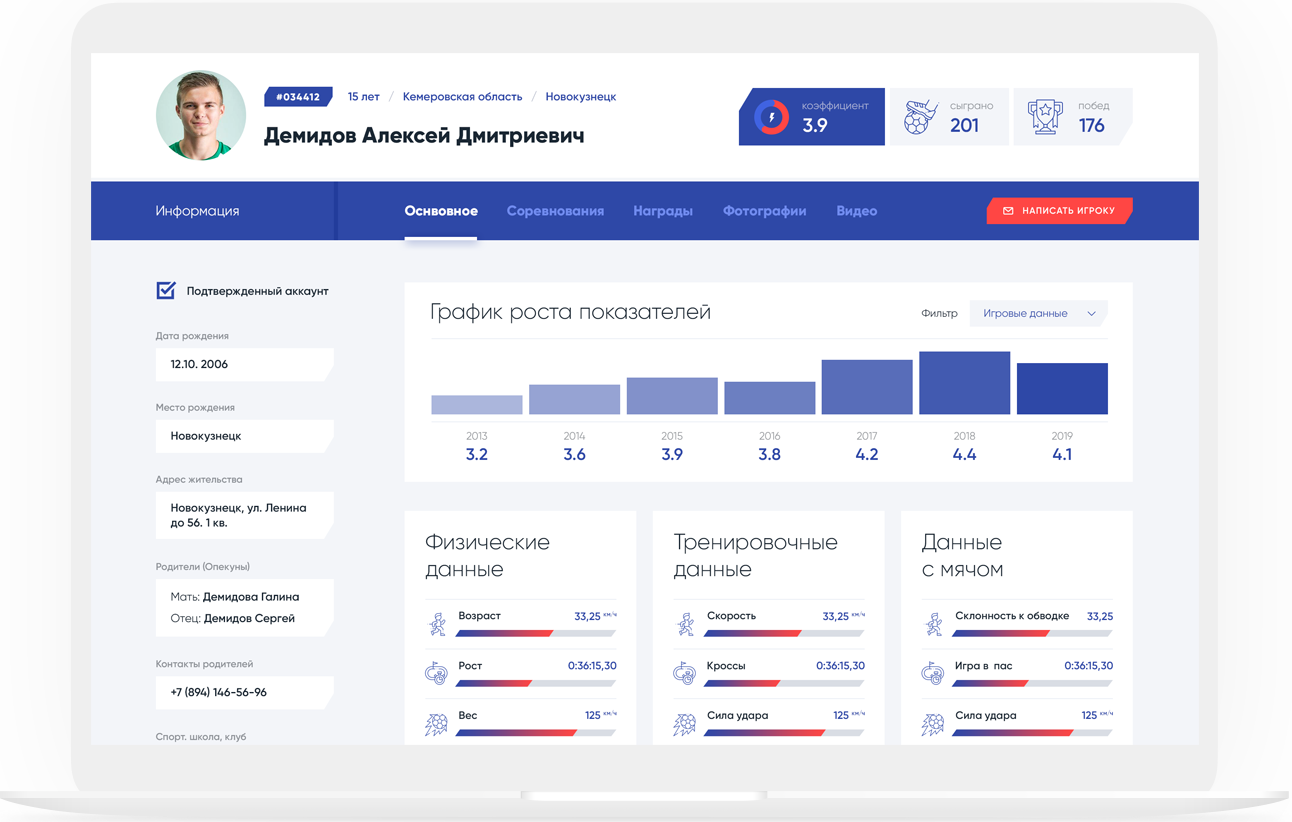 #034412 15 лет / Кемеровская область / Новокузнецк
Демидов Алексей Дмитриевич
коэффициент
3.9
сыграно
201
побед
176
Информация
Оснвовное Соревнования Награды Фотографии Видео
НАПИСАТЬ ИГРОКУ
Подтвержденный аккаунт
Дата рождения
12.10. 2006
Место рождения
Новокузнецк
Адрес жительства
Новокузнецк, ул. Ленина
до 56. 1 кв.
Родители (Опекуны)
Мать: Демидова Галина
Отец: Демидов Сергей
Контакты родителей
+7 (894) 146-56-96
Спорт. школа, клуб
График роста показателей
Фильтр Игровые данные
2013 2014 2015 2016 2017 2018 2019
3.2 3.6 3.9 3.8 4.2 4.4 4.1
Физические
данные
Возраст 33,25 км/ч
Рост 0:36:15,30
Вес 125 км/ч
Тренировочные
данные
Скорость 33,25 км/ч
Кроссы 0:36:15,30
Сила удара 125 км/ч
Данные
с мячом
Склонность к обводке 33,25
Игра в пас 0:36:15,30
Сила удара 125 км/ч